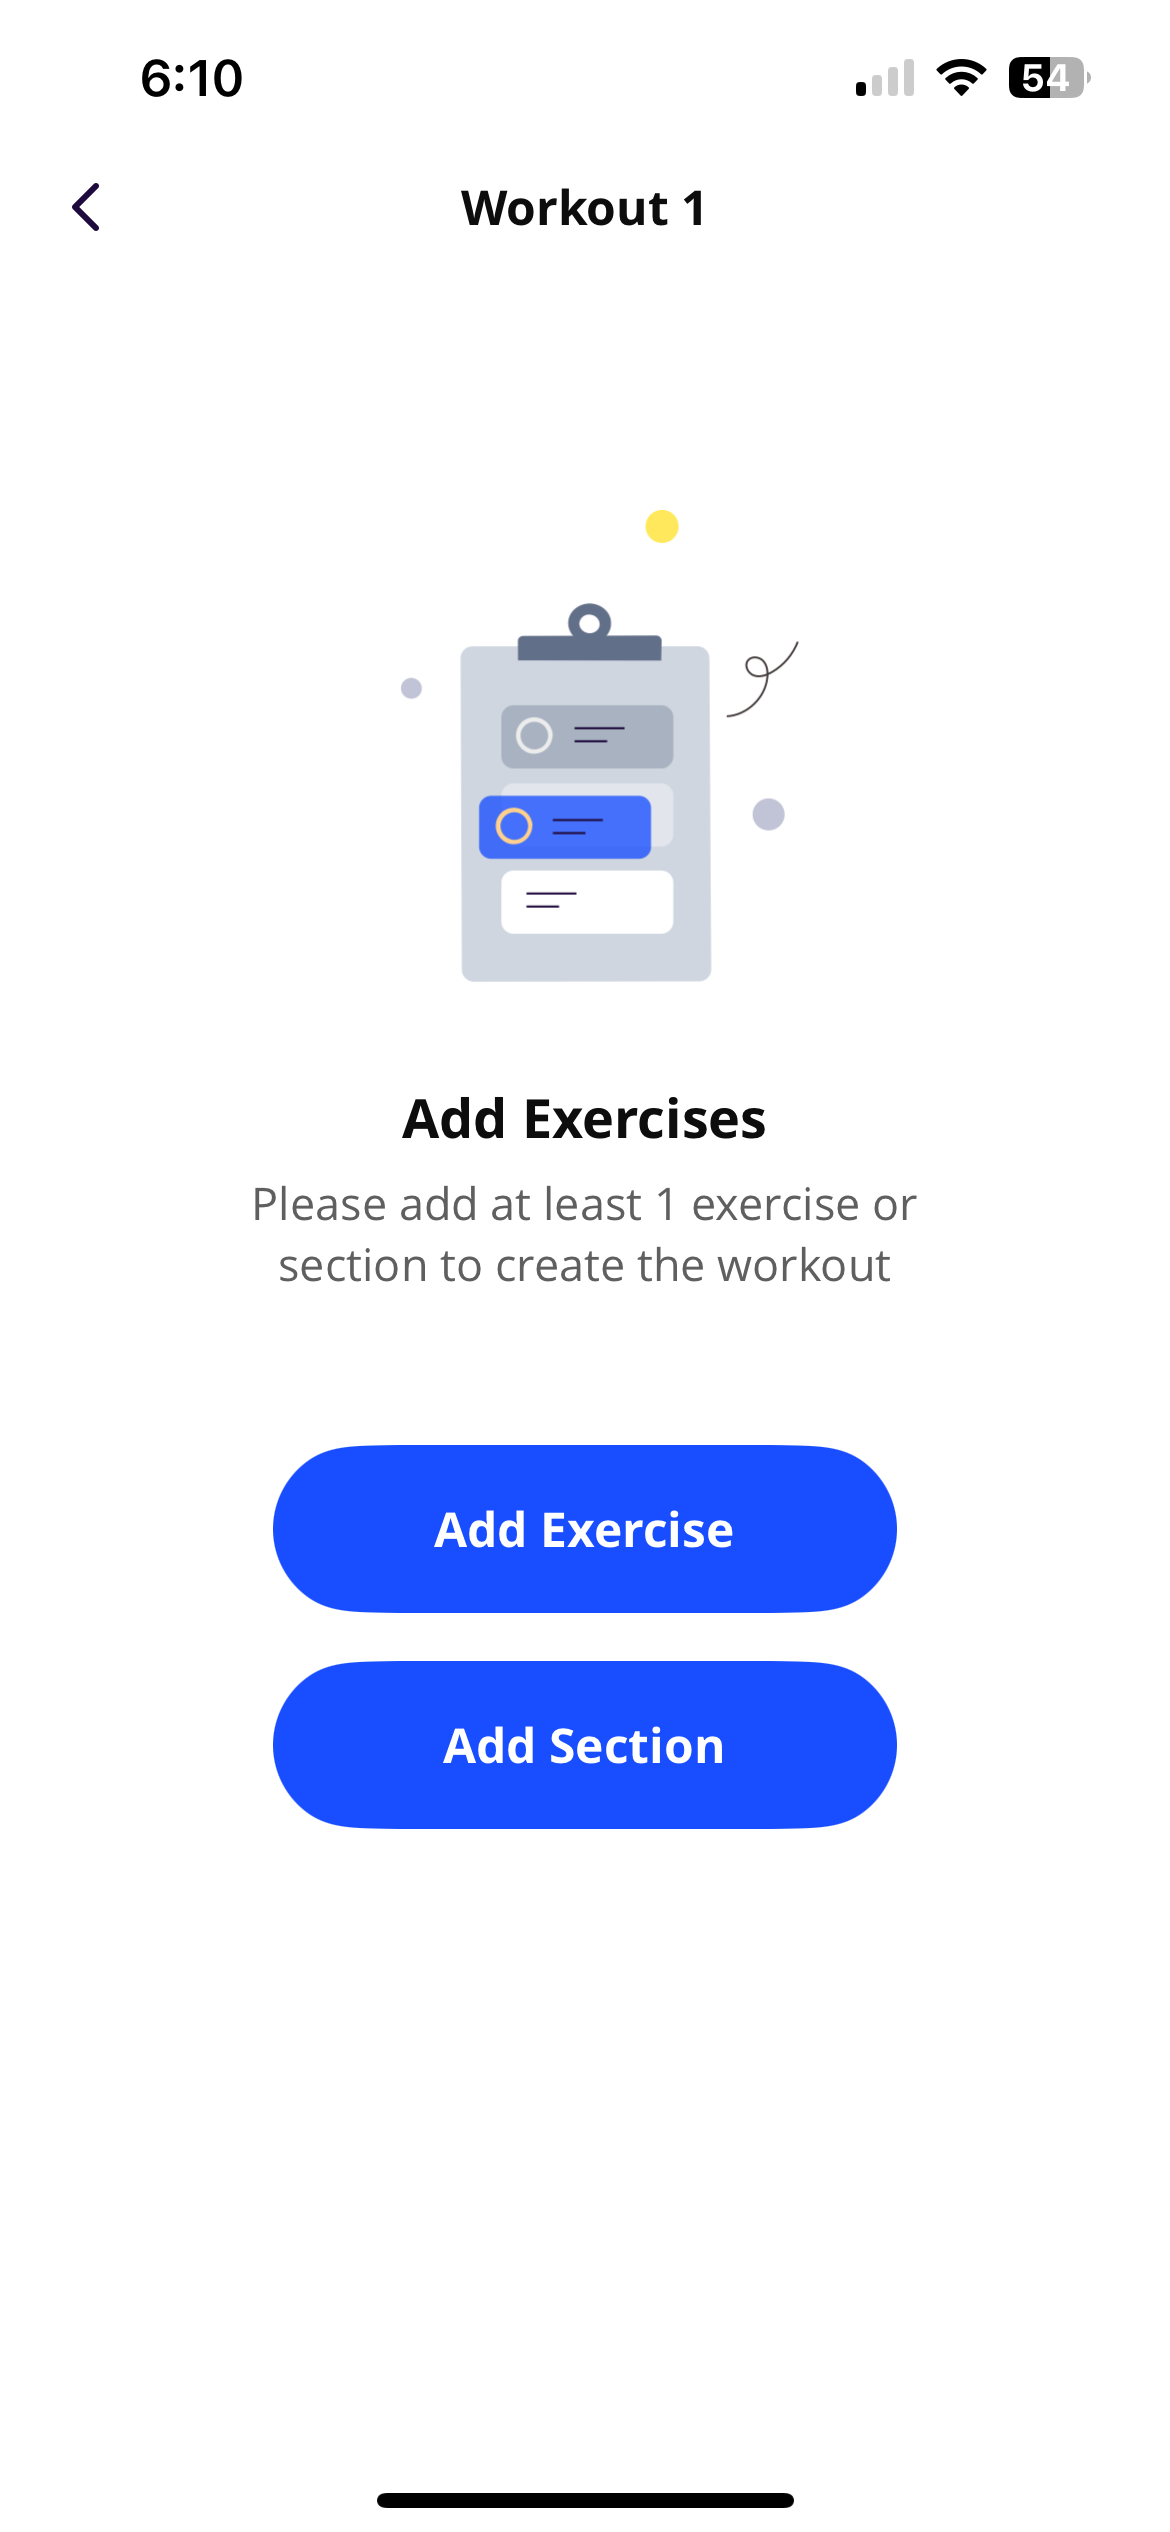 6:10
54
Workout 1
Add Exercises
Please add at least 1 exercise or
section to create the workout
Add Exercise
Add Section